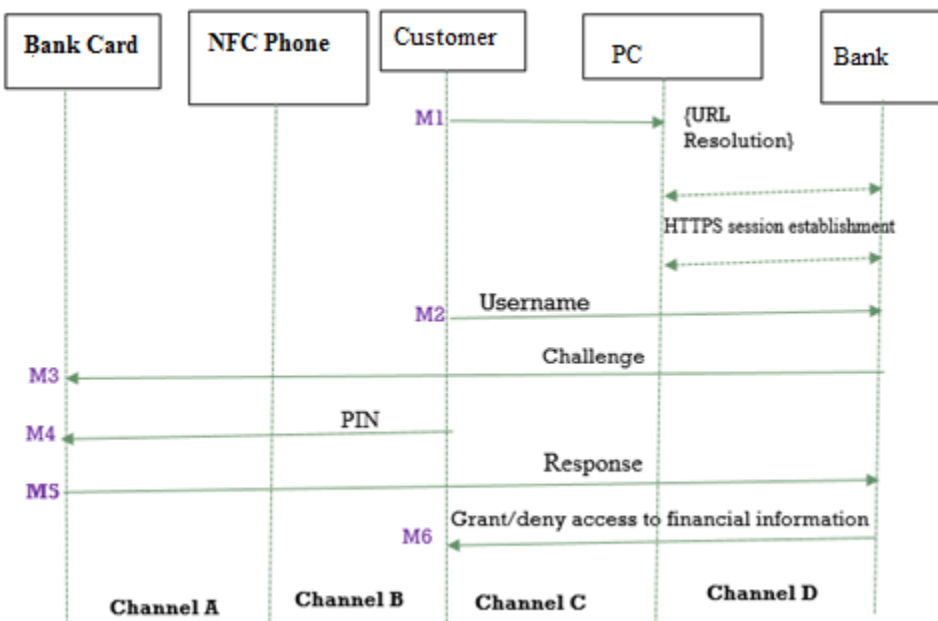 Bank Card
NFC Phone
Customer
PC
Bank
M1
{URL
Resolution}
HTTPS session establishment
M2
Username
Challenge
M3
PIN
M4
Response
M5
Grant/deny access to financial information
M6
Channel A
Channel B
Channel C
Channel D